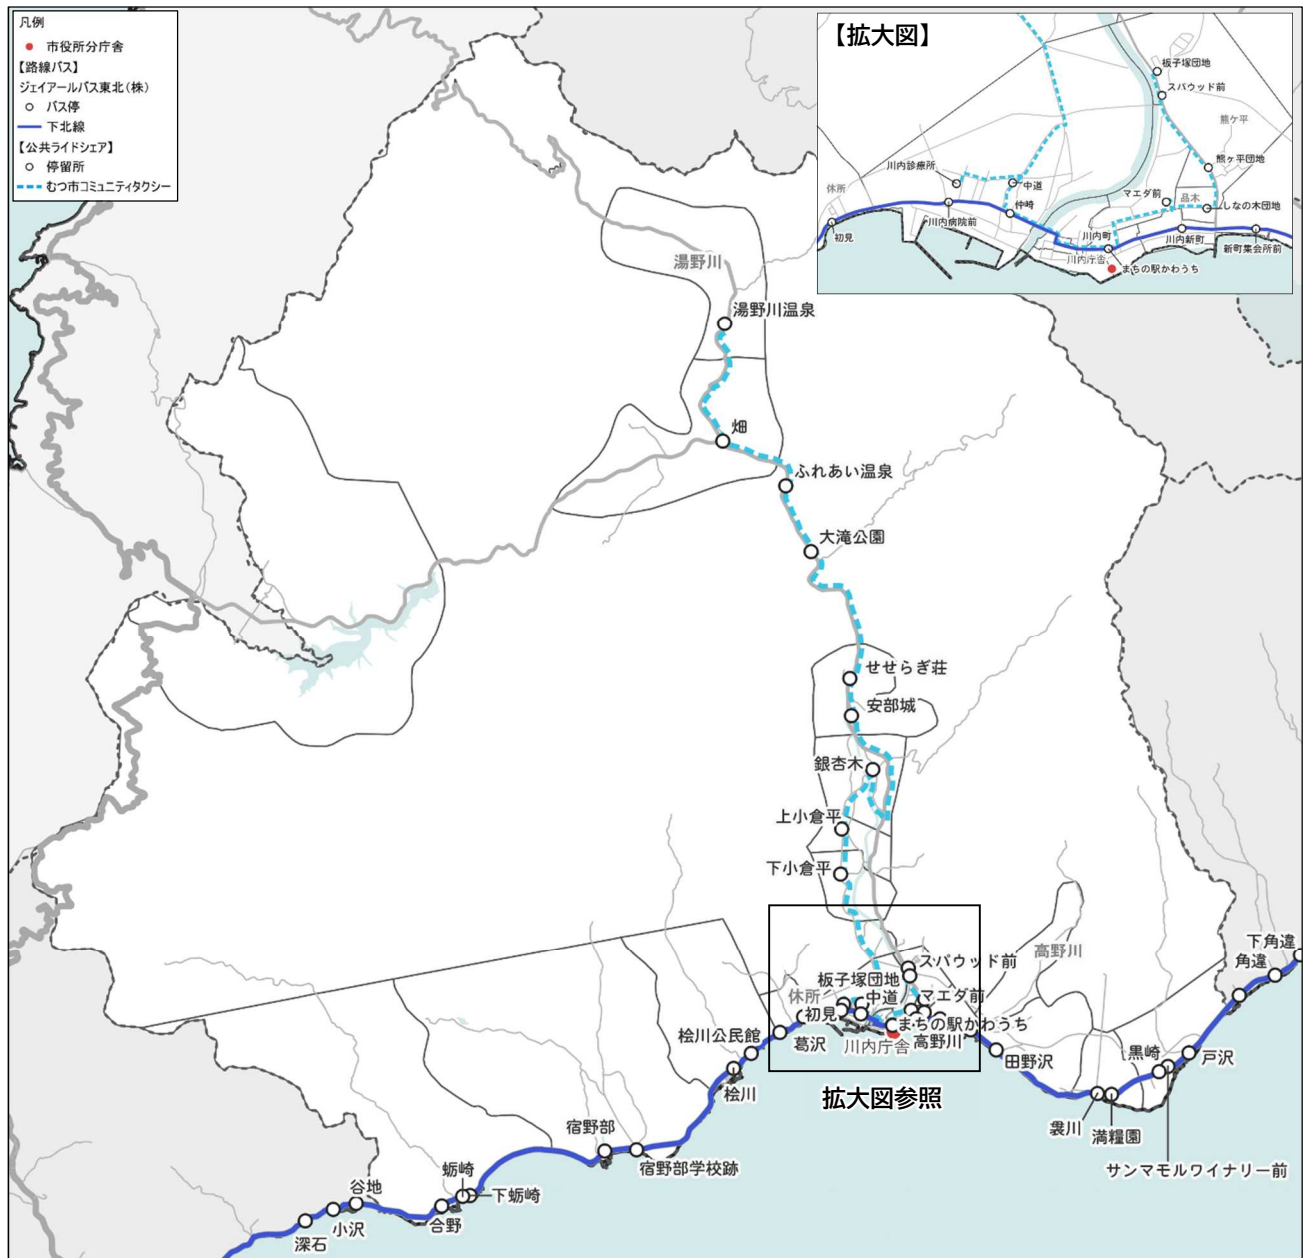 凡例
市役所分庁舎
【路線バス】
ジェイアールバス東北(株)
バス停
下北線
【公共ライドシェア】
停留所
むつ市コミュニティタクシー
【拡大図】
板子塚団地
スパウッド前
熊ケ平
熊ケ平団地
川内診療所
中道
マエダ前
品木
しなの木団地
休所
川内病院前
仲崎
初見
川内町
川内新町
新町集会所前
川内庁舎
まちの駅かわうち
湯野川
湯野川温泉
畑
ふれあい温泉
大滝公園
せせらぎ荘
安部城
銀杏木
上小倉平
下小倉平
スパウッド前
板子塚団地
休所
中道
マエダ前
初見
まちの駅かわうち
川内庁舎
高野川
高野川
葛沢
桧川公民館
桧川
田野沢
下角違
角違
戸沢
黒崎
袰川
満糧園
サンマモルワイナリー前
拡大図参照
宿野部
宿野部学校跡
蛎崎
下蛎崎
合野
谷地
小沢
深石